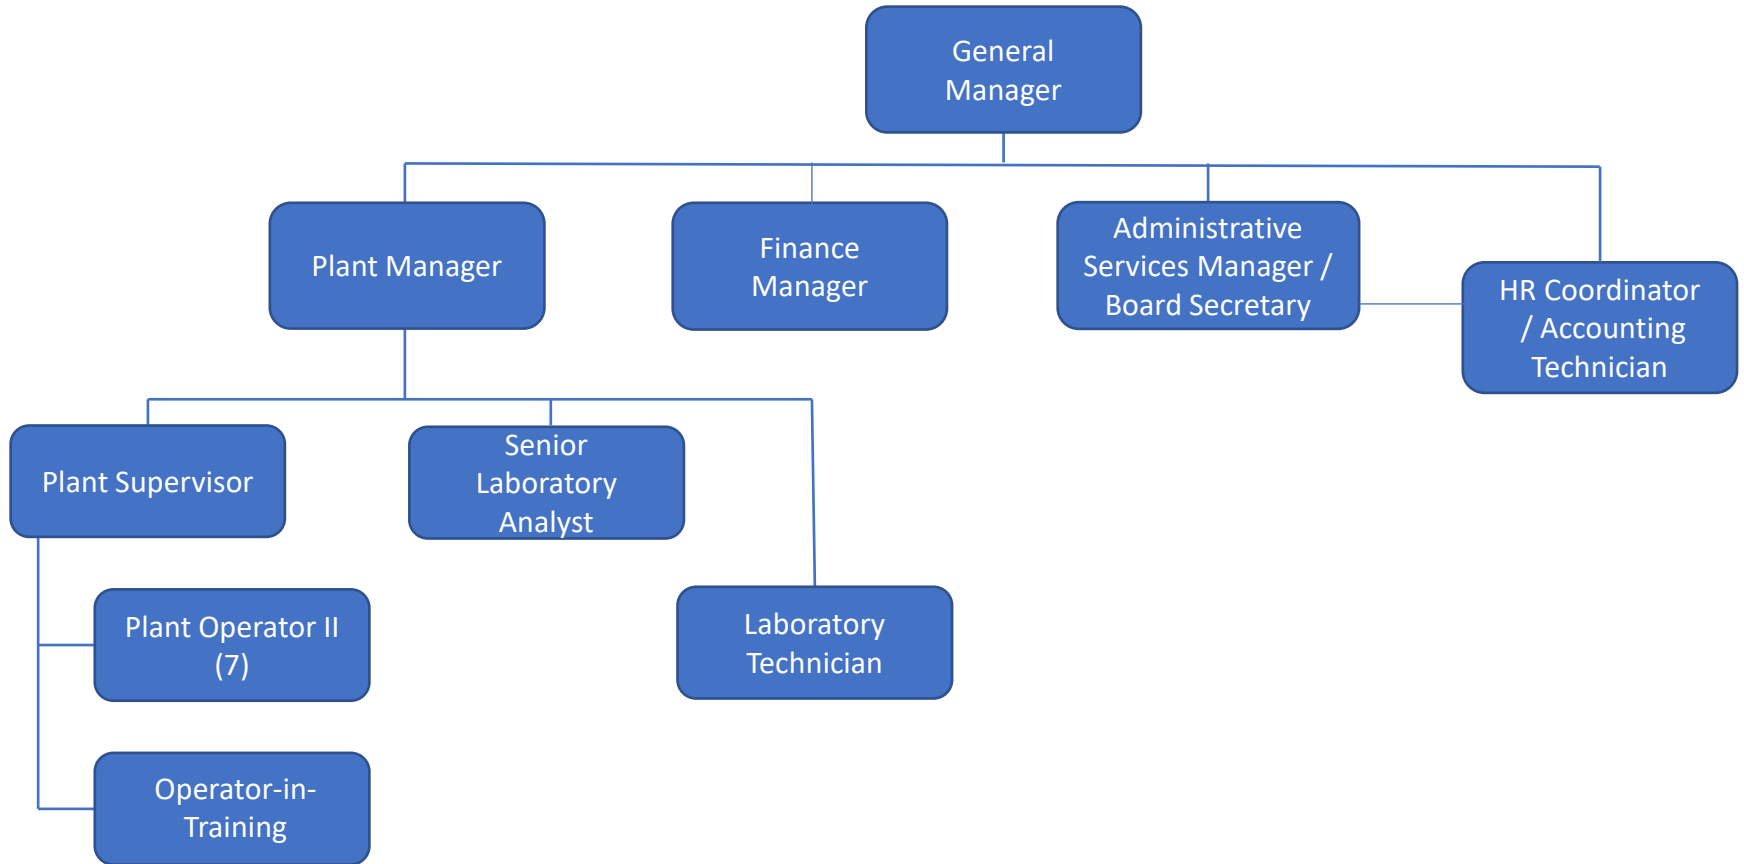 General
Manager
Plant Manager
Finance
Manager
Administrative
Services Manager /
Board Secretary
HR Coordinator
/ Accounting
Technician
Plant Supervisor
Senior
Laboratory
Analyst
Plant Operator II
(7)
Laboratory
Technician
Operator-in-
Training